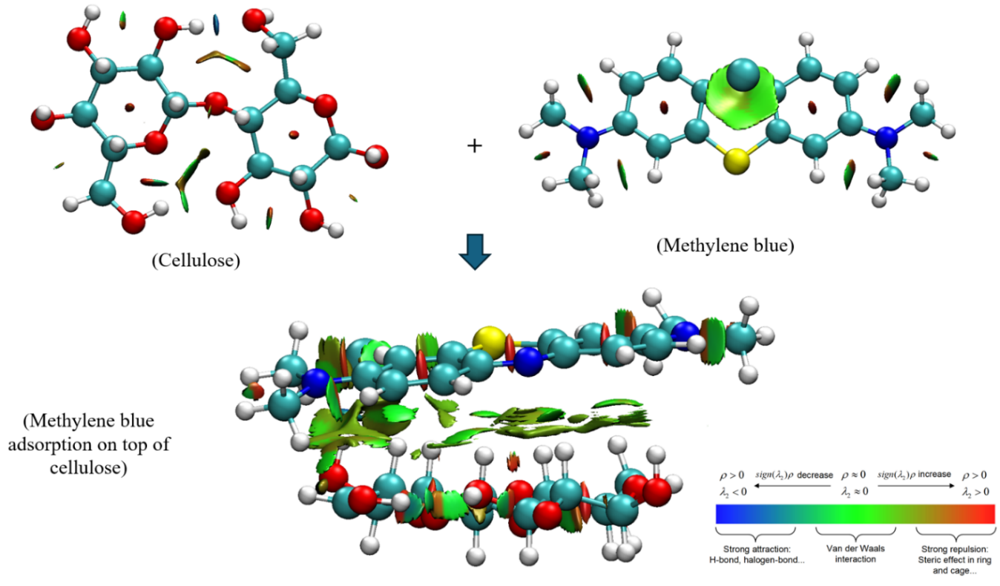 +
(Cellulose)
(Methylene blue)
(Methylene blue
adsorption on top of
cellulose)
ρ > 0 sign(λ₂)ρ decrease ρ ≈ 0 sign(λ₂)ρ increase ρ > 0
λ₂ < 0 λ₂ ≈ 0 λ₂ > 0
Strong attraction: Van der Waals Strong repulsion:
H-bond, halogen-bond... interaction Steric effect in ring
and cage...